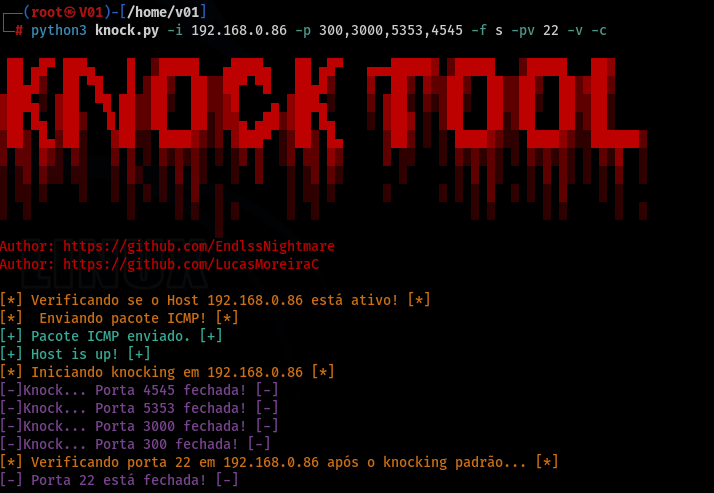 (root㉿V01)-[/home/v01]
# python3 knock.py -i 192.168.0.86 -p 300,3000,5353,4545 -f s -pv 22 -v -c
KNOCK TOOL
Author: https://github.com/EndlssNightmare
Author: https://github.com/LucasMoreiraC
[*] Verificando se o Host 192.168.0.86 está ativo! [*]
[*]  Enviando pacote ICMP! [*]
[+] Pacote ICMP enviado. [+]
[+] Host is up! [+]
[*] Iniciando knocking em 192.168.0.86 [*]
[-]Knock... Porta 4545 fechada! [-]
[-]Knock... Porta 5353 fechada! [-]
[-]Knock... Porta 3000 fechada! [-]
[-]Knock... Porta 300 fechada! [-]
[*] Verificando porta 22 em 192.168.0.86 após o knocking padrão... [*]
[-] Porta 22 está fechada! [-]